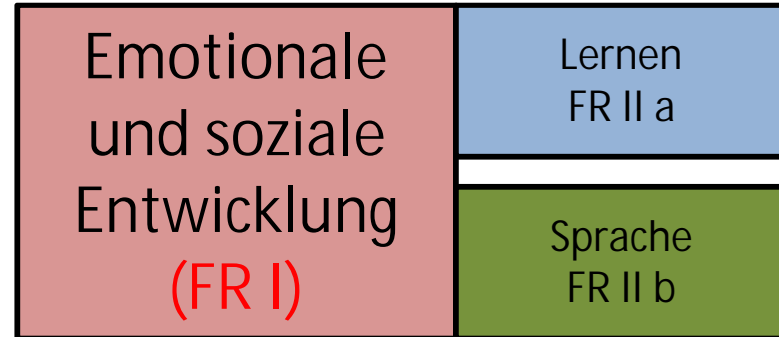 Emotionale
und soziale
Entwicklung
(FR I)
Lernen
FR II a
Sprache
FR II b